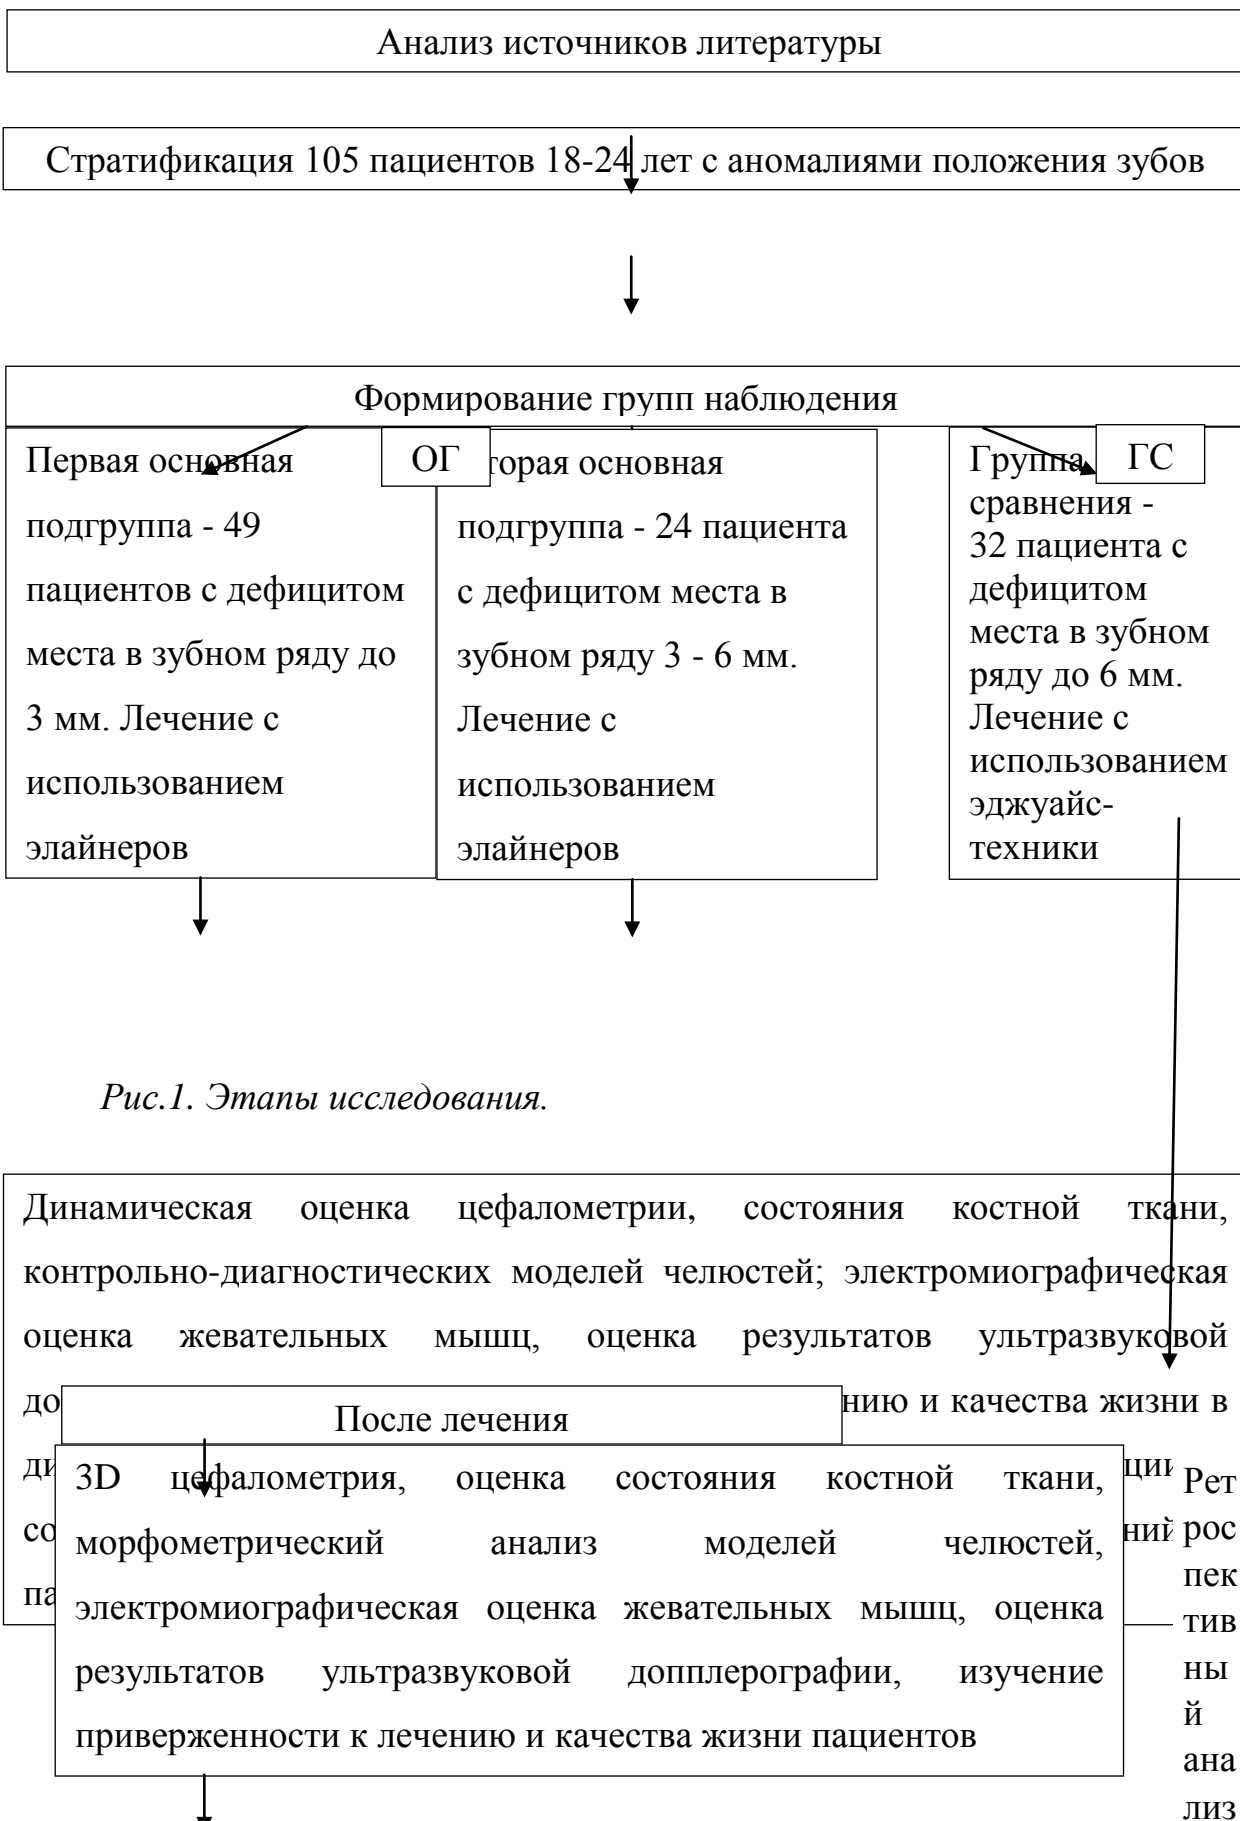 Анализ источников литературы
Стратификация 105 пациентов 18-24 лет с аномалиями положения зубов
Формирование групп наблюдения
ОГ
ГС
Первая основная
подгруппа - 49
пациентов с дефицитом
места в зубном ряду до
3 мм. Лечение с
использованием
элайнеров
торая основная
подгруппа - 24 пациента
с дефицитом места в
зубном ряду 3 - 6 мм.
Лечение с
использованием
элайнеров
Группа
сравнения -
32 пациента с
дефицитом
места в зубном
ряду до 6 мм.
Лечение с
использованием
эджуайс-
техники
Рис.1. Этапы исследования.
Динамическая оценка цефалометрии, состояния костной ткани,
контрольно-диагностических моделей челюстей; электромиографическая
оценка жевательных мышц, оценка результатов ультразвуковой
до нию и качества жизни в
ди ции
со ний
па
После лечения
3D цефалометрия, оценка состояния костной ткани,
морфометрический анализ моделей челюстей,
электромиографическая оценка жевательных мышц, оценка
результатов ультразвуковой допплерографии, изучение
приверженности к лечению и качества жизни пациентов
Рет
рос
пек
тив
ны
й
ана
лиз